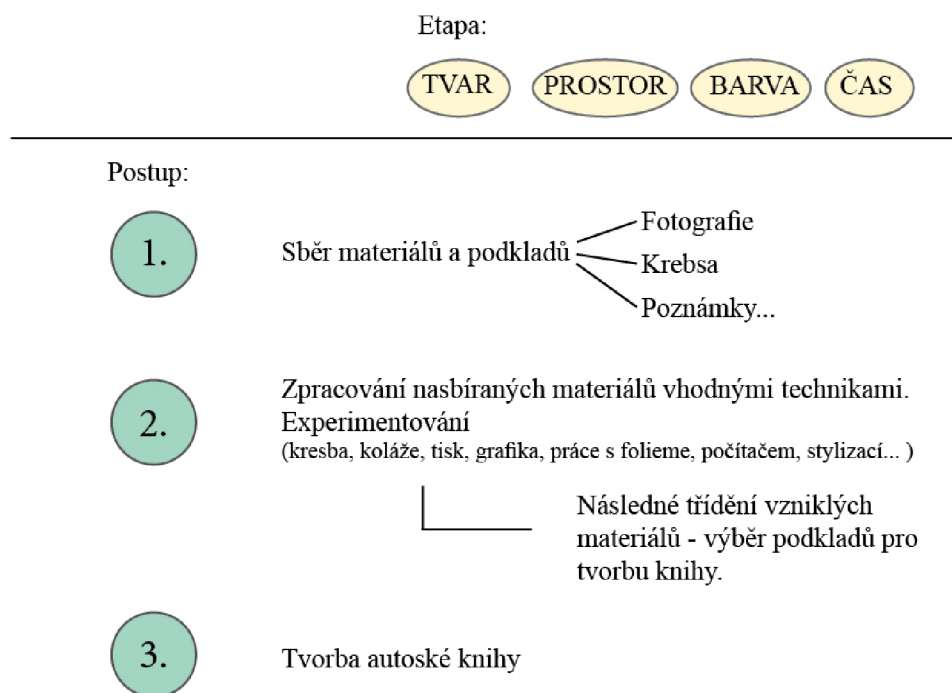 Etapa:
TVAR PROSTOR BARVA ČAS
Postup:
1.
Sběr materiálů a podkladů
Fotografie
Krebsa
Poznámky...
2.
Zpracování nasbíraných materiálů vhodnými technikami.
Experimentování
(kresba, koláže, tisk, grafika, práce s folieme, počítačem, stylizací... )
Následné třídění vzniklých
materiálů - výběr podkladů pro
tvorbu knihy.
3.
Tvorba autoské knihy